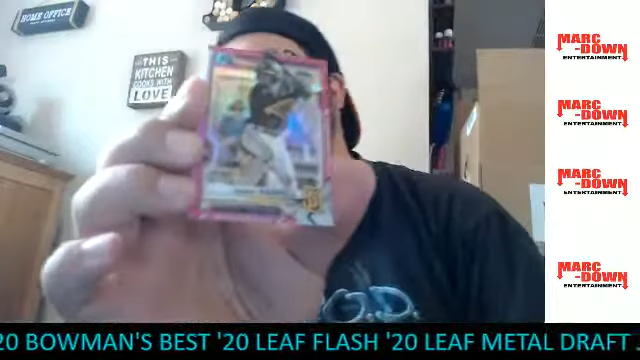 HOME OFFICE
THIS
KITCHEN
COOKS WITH
LOVE
MARC
-DOWN
ENTERTAINMENT
MARC
-DOWN
ENTERTAINMENT
MARC
-DOWN
ENTERTAINMENT
MARC
-DOWN
ENTERTAINMENT
G.D.
20 BOWMAN'S BEST '20 LEAF FLASH '20 LEAF METAL DRAFT